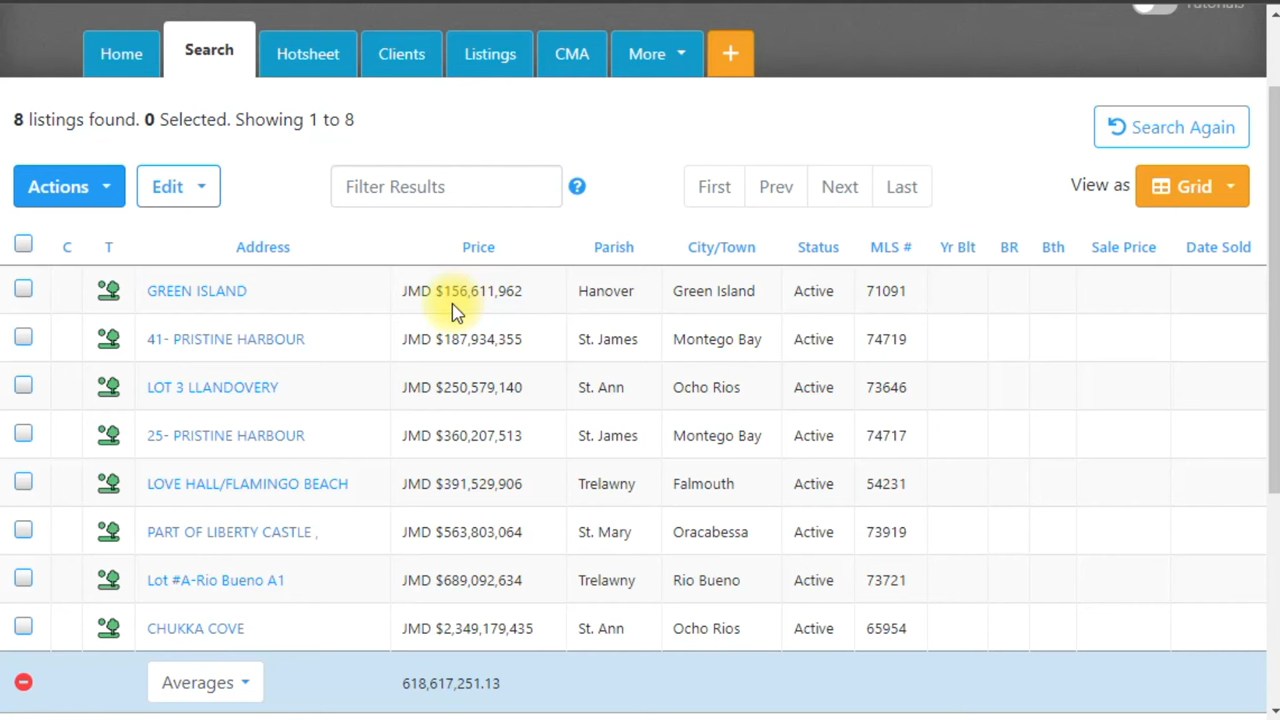 Tutorials
Home Search Hotsheet Clients Listings CMA More +
8 listings found. 0 Selected. Showing 1 to 8
Search Again
Actions Edit Filter Results ? First Prev Next Last View as Grid
C T Address Price Parish City/Town Status MLS # Yr Blt BR Bth Sale Price Date Sold
GREEN ISLAND JMD $156,611,962 Hanover Green Island Active 71091
41- PRISTINE HARBOUR JMD $187,934,355 St. James Montego Bay Active 74719
LOT 3 LLANDOVERY JMD $250,579,140 St. Ann Ocho Rios Active 73646
25- PRISTINE HARBOUR JMD $360,207,513 St. James Montego Bay Active 74717
LOVE HALL/FLAMINGO BEACH JMD $391,529,906 Trelawny Falmouth Active 54231
PART OF LIBERTY CASTLE , JMD $563,803,064 St. Mary Oracabessa Active 73919
Lot #A-Rio Bueno A1 JMD $689,092,634 Trelawny Rio Bueno Active 73721
CHUKKA COVE JMD $2,349,179,435 St. Ann Ocho Rios Active 65954
Averages 618,617,251.13